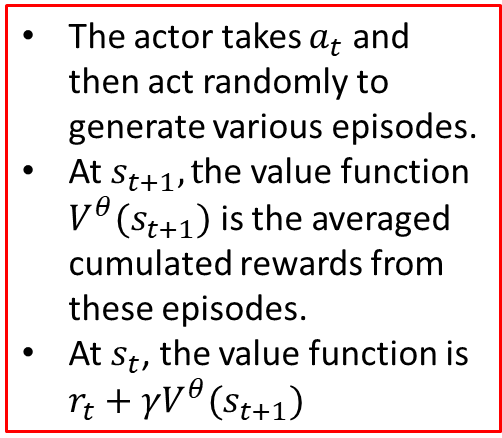 • The actor takes $a_t$ and
then act randomly to
generate various episodes.
• At $s_{t+1}$, the value function
$V^\theta(s_{t+1})$ is the averaged
cumulated rewards from
these episodes.
• At $s_t$, the value function is
$r_t + \gamma V^\theta(s_{t+1})$